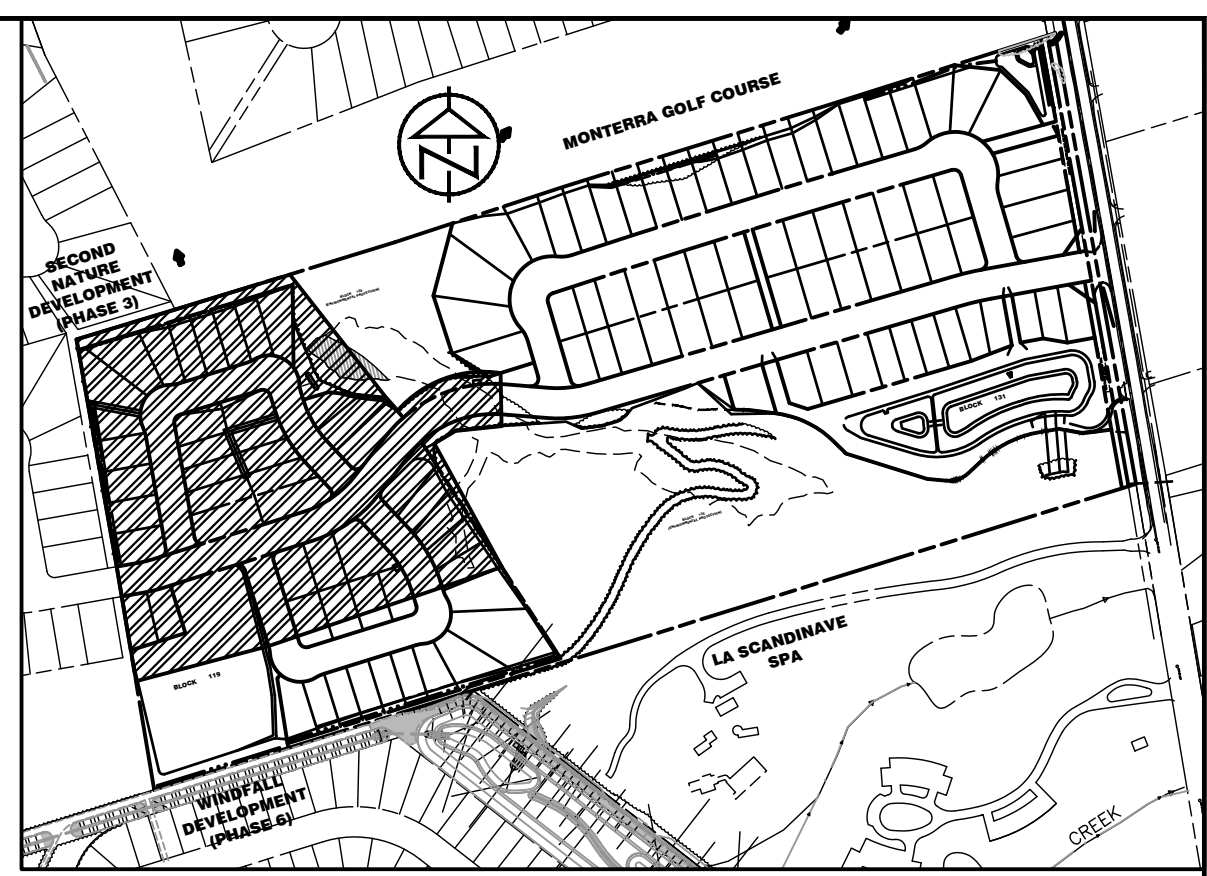 MONTERRA GOLF COURSE
N
SECOND
NATURE
DEVELOPMENT
(PHASE 3)
BLOCK 131
BLOCK 119
LA SCANDINAVE
SPA
WINDFALL
DEVELOPMENT
(PHASE 6)
CREEK